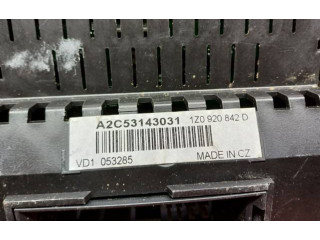 A2C53143031 1Z0 920 842 D
VD1 053285 MADE IN CZ